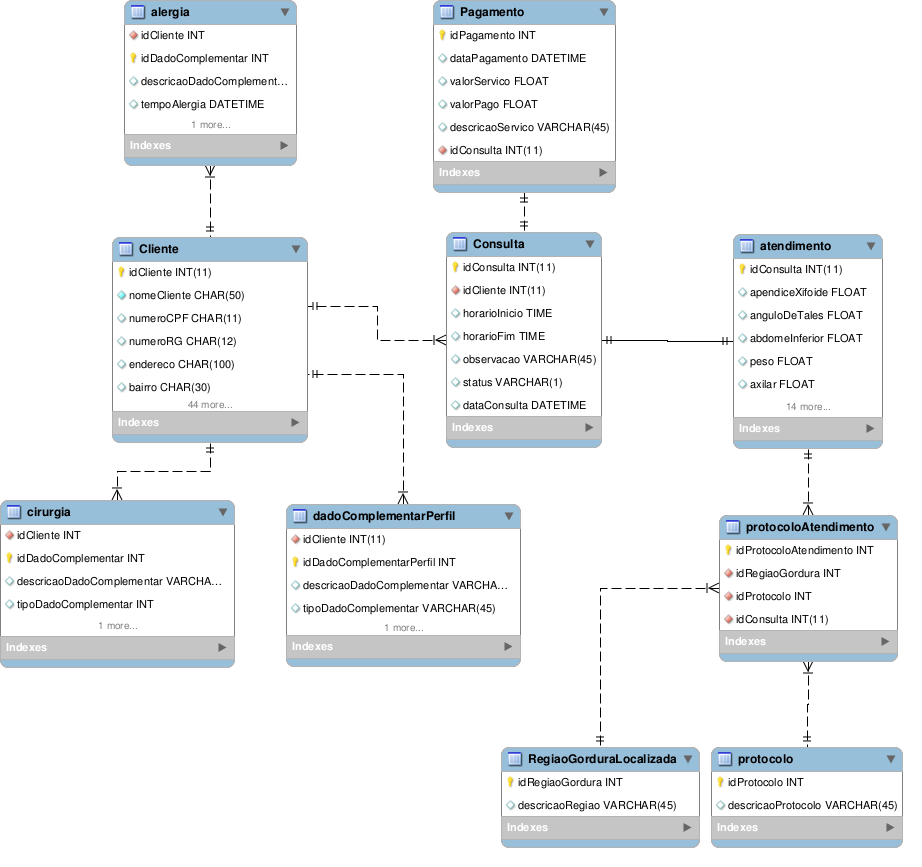 alergia
idCliente INT
idDadoComplementar INT
descricaoDadoComplement...
tempoAlergia DATETIME
1 more...
Indexes
Pagamento
idPagamento INT
dataPagamento DATETIME
valorServico FLOAT
valorPago FLOAT
descricaoServico VARCHAR(45)
idConsulta INT(11)
Indexes
Cliente
idCliente INT(11)
nomeCliente CHAR(50)
numeroCPF CHAR(11)
numeroRG CHAR(12)
endereco CHAR(100)
bairro CHAR(30)
44 more...
Indexes
Consulta
idConsulta INT(11)
idCliente INT(11)
horarioInicio TIME
horarioFim TIME
observacao VARCHAR(45)
status VARCHAR(1)
dataConsulta DATETIME
Indexes
atendimento
idConsulta INT(11)
apendiceXifoide FLOAT
anguloDeTales FLOAT
abdomeInferior FLOAT
peso FLOAT
axilar FLOAT
14 more...
Indexes
cirurgia
idCliente INT
idDadoComplementar INT
descricaoDadoComplementar VARCHA...
tipoDadoComplementar INT
1 more...
Indexes
dadoComplementarPerfil
idCliente INT(11)
idDadoComplementarPerfil INT
descricaoDadoComplementar VARCHA...
tipoDadoComplementar VARCHAR(45)
1 more...
Indexes
protocoloAtendimento
idProtocoloAtendimento INT
idRegiaoGordura INT
idProtocolo INT
idConsulta INT(11)
Indexes
RegiaoGorduraLocalizada
idRegiaoGordura INT
descricaoRegiao VARCHAR(45)
Indexes
protocolo
idProtocolo INT
descricaoProtocolo VARCHAR(45)
Indexes